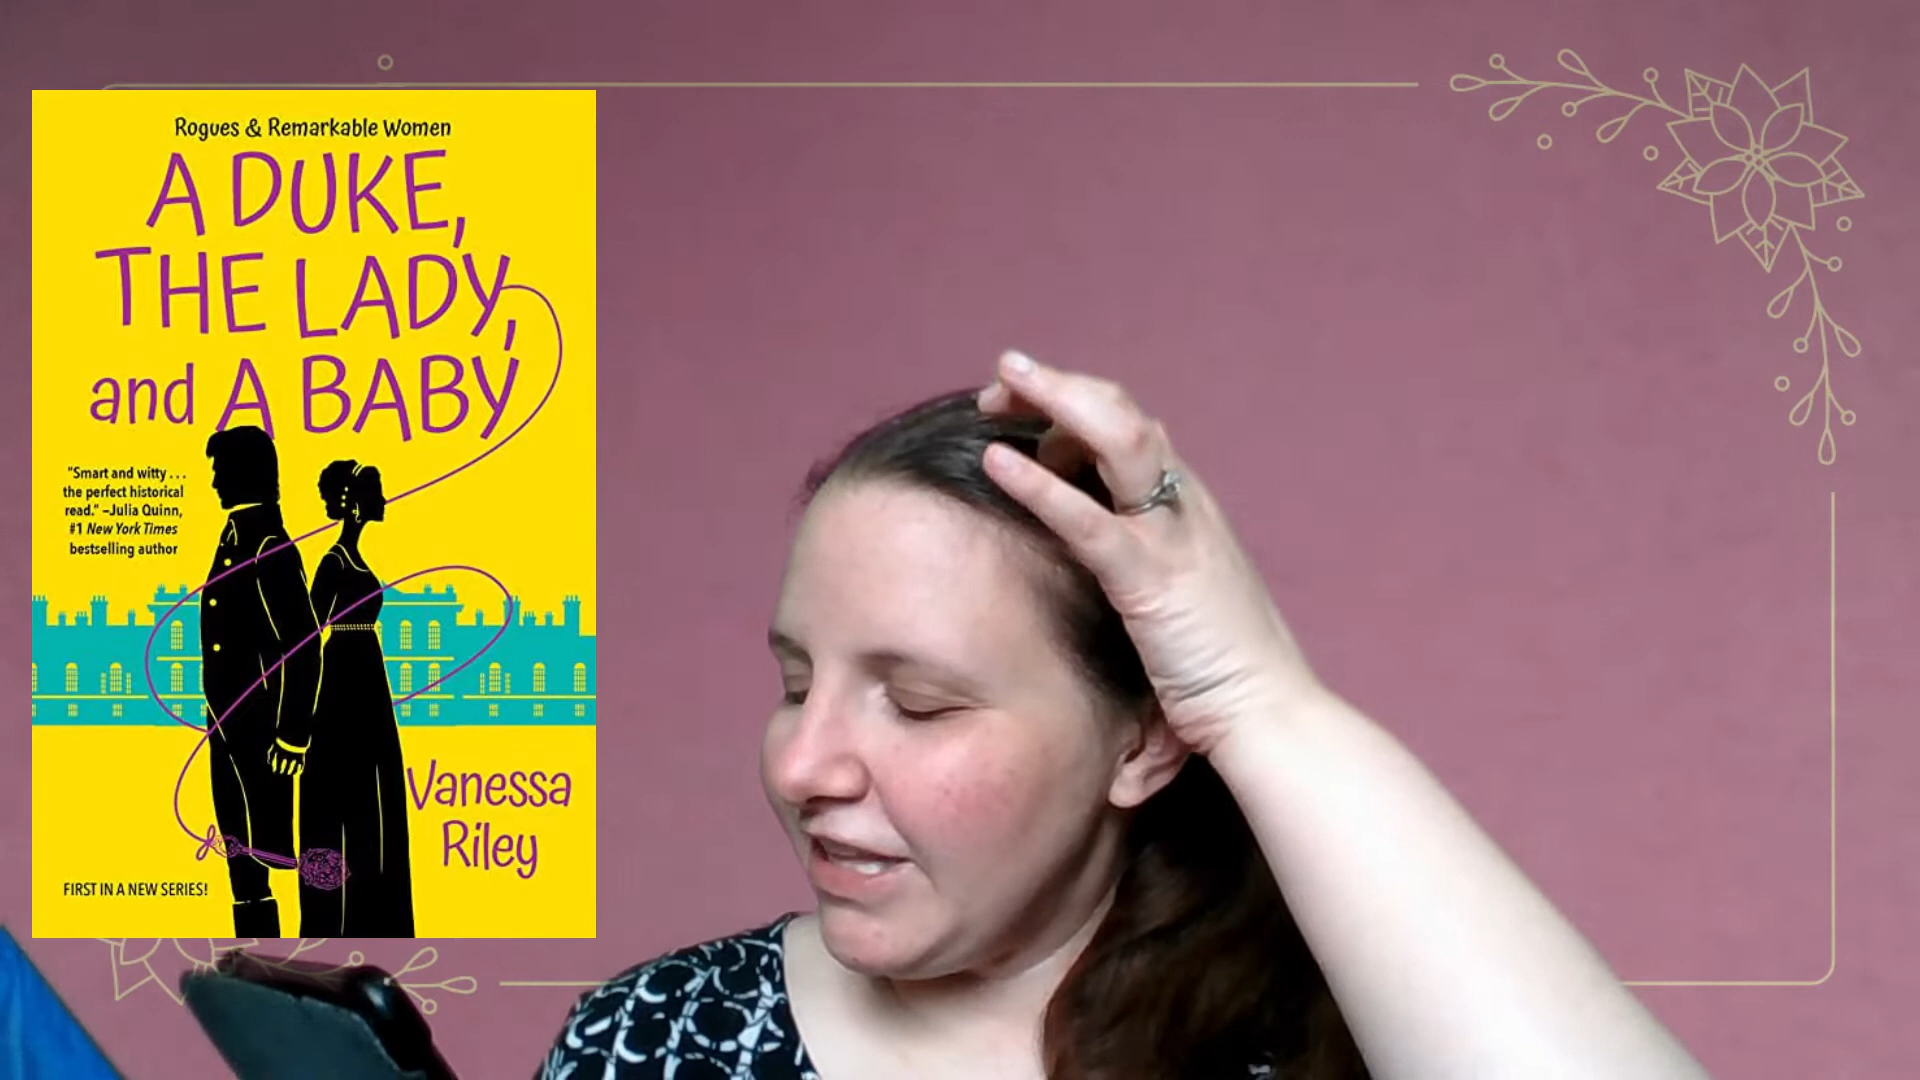 Rogues & Remarkable Women
A DUKE,
THE LADY,
and A BABY
"Smart and witty . . .
the perfect historical
read." –Julia Quinn,
#1 New York Times
bestselling author
Vanessa
Riley
FIRST IN A NEW SERIES!